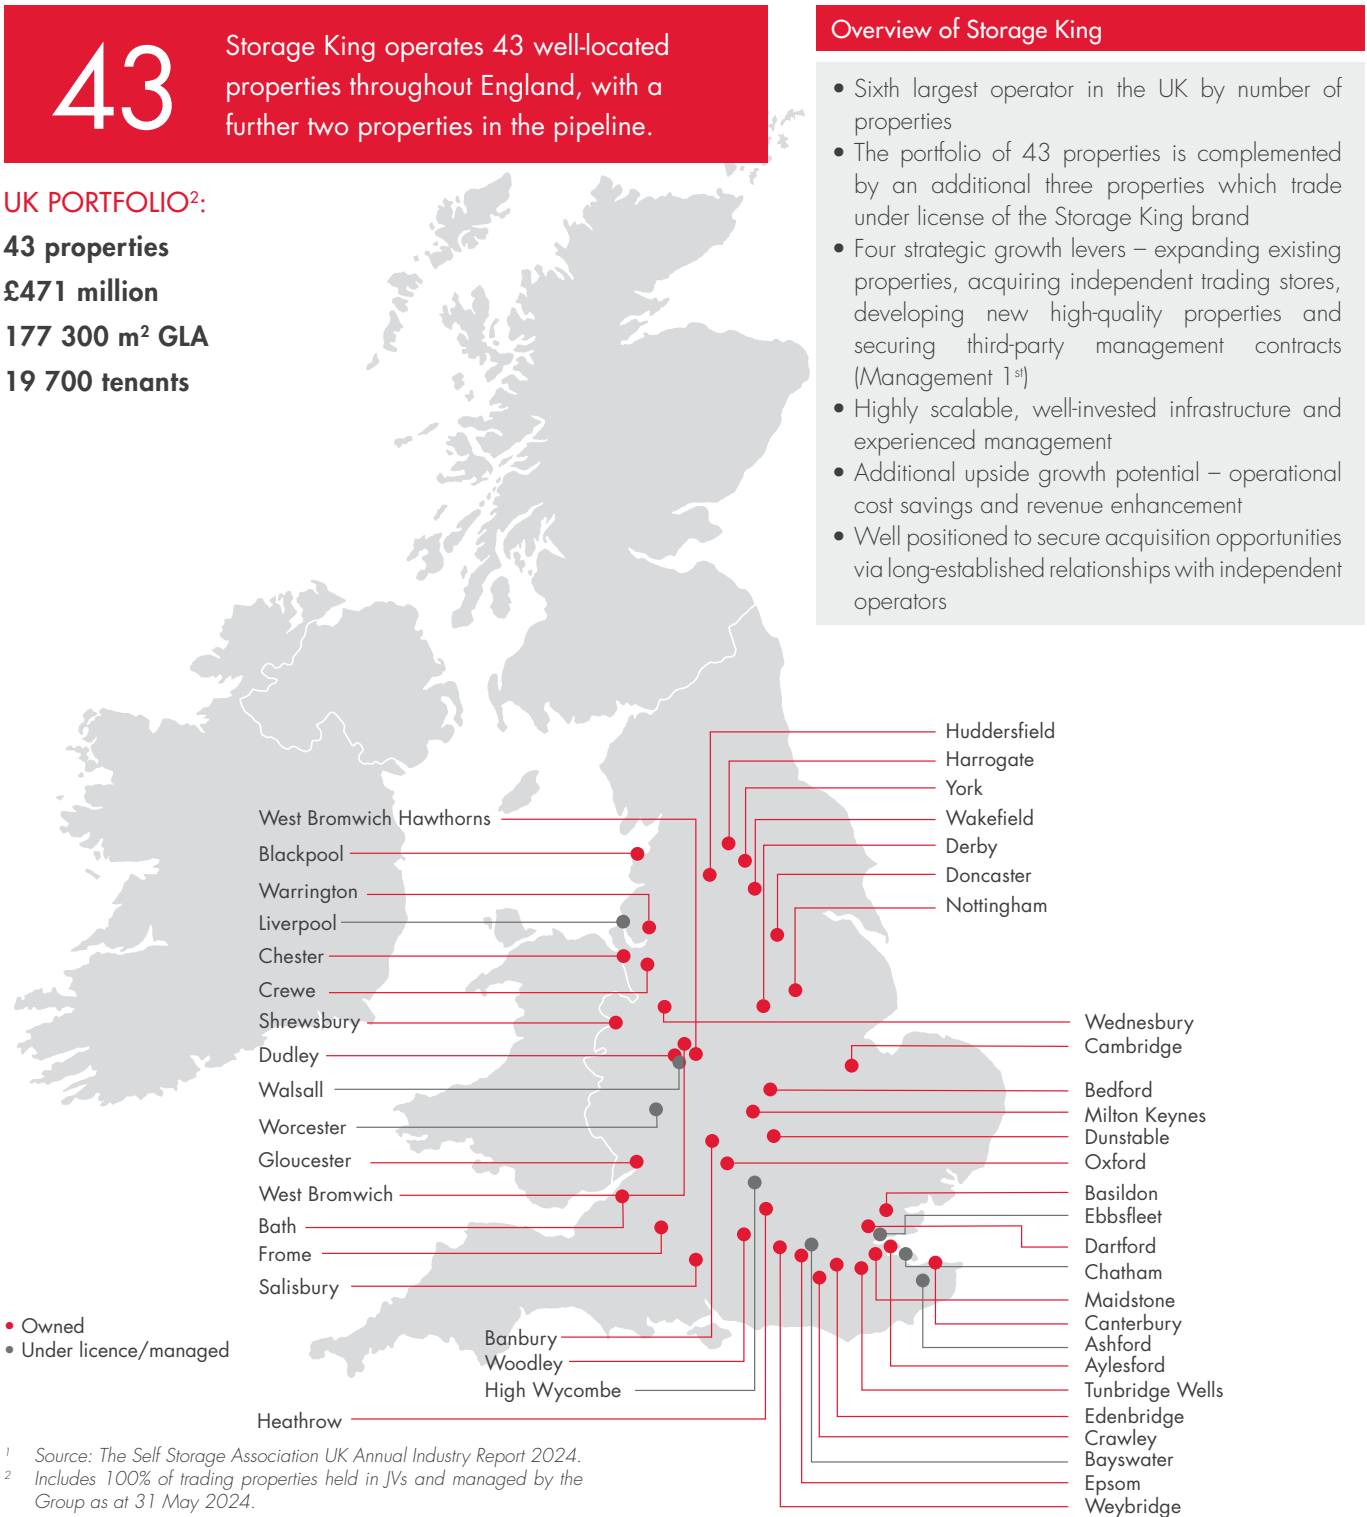 43
Storage King operates 43 well-located
properties throughout England, with a
further two properties in the pipeline.
UK PORTFOLIO²:
43 properties
£471 million
177 300 m² GLA
19 700 tenants
Overview of Storage King
• Sixth largest operator in the UK by number of
properties
• The portfolio of 43 properties is complemented
by an additional three properties which trade
under license of the Storage King brand
• Four strategic growth levers – expanding existing
properties, acquiring independent trading stores,
developing new high-quality properties and
securing third-party management contracts
(Management 1st)
• Highly scalable, well-invested infrastructure and
experienced management
• Additional upside growth potential – operational
cost savings and revenue enhancement
• Well positioned to secure acquisition opportunities
via long-established relationships with independent
operators
Huddersfield
Harrogate
York
Wakefield
Derby
Doncaster
Nottingham
West Bromwich Hawthorns
Blackpool
Warrington
Liverpool
Chester
Crewe
Shrewsbury
Dudley
Walsall
Worcester
Gloucester
West Bromwich
Bath
Frome
Salisbury
Wednesbury
Cambridge
Bedford
Milton Keynes
Dunstable
Oxford
Basildon
Ebbsfleet
Dartford
Chatham
Maidstone
Canterbury
Ashford
Aylesford
Tunbridge Wells
Edenbridge
Crawley
Bayswater
Epsom
Weybridge
Banbury
Woodley
High Wycombe
Heathrow
• Owned
• Under licence/managed
¹ Source: The Self Storage Association UK Annual Industry Report 2024.
² Includes 100% of trading properties held in JVs and managed by the
Group as at 31 May 2024.